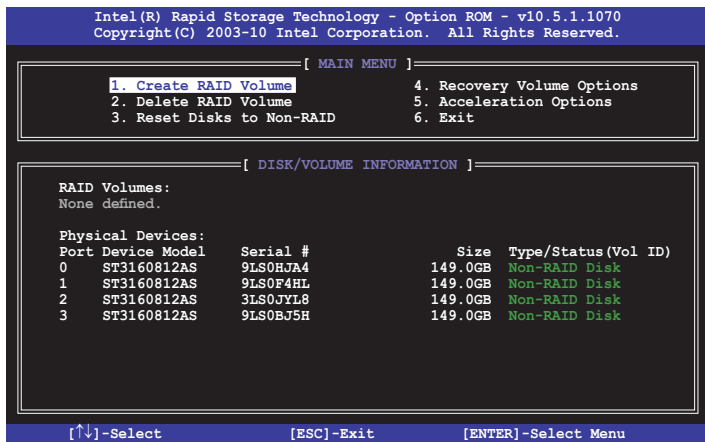 Intel(R) Rapid Storage Technology - Option ROM - v10.5.1.1070
Copyright(C) 2003-10 Intel Corporation. All Rights Reserved.
[ MAIN MENU ]
1. Create RAID Volume 4. Recovery Volume Options
2. Delete RAID Volume 5. Acceleration Options
3. Reset Disks to Non-RAID 6. Exit
[ DISK/VOLUME INFORMATION ]
RAID Volumes:
None defined.
Physical Devices:
Port Device Model Serial # Size Type/Status(Vol ID)
0 ST3160812AS 9LS0HJA4 149.0GB Non-RAID Disk
1 ST3160812AS 9LS0F4HL 149.0GB Non-RAID Disk
2 ST3160812AS 3LS0JYL8 149.0GB Non-RAID Disk
3 ST3160812AS 9LS0BJ5H 149.0GB Non-RAID Disk
[↑↓]-Select [ESC]-Exit [ENTER]-Select Menu